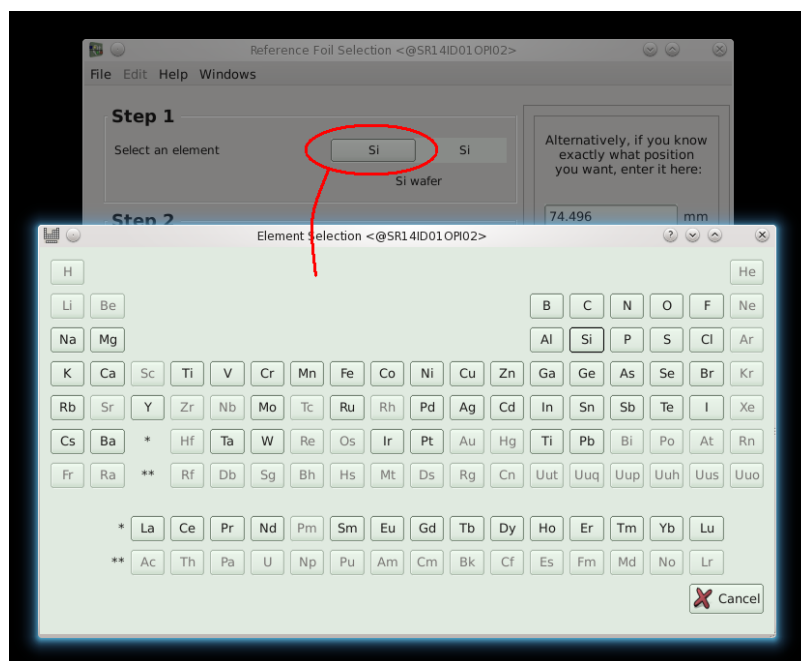 Reference Foil Selection <@SR14ID01OPI02>
File Edit Help Windows
Step 1
Select an element Si Si
Si wafer
Alternatively, if you know
exactly what position
you want, enter it here:
Step 2
74.496 mm
Element Selection <@SR14ID01OPI02>
H He
Li Be B C N O F Ne
Na Mg Al Si P S Cl Ar
K Ca Sc Ti V Cr Mn Fe Co Ni Cu Zn Ga Ge As Se Br Kr
Rb Sr Y Zr Nb Mo Tc Ru Rh Pd Ag Cd In Sn Sb Te I Xe
Cs Ba * Hf Ta W Re Os Ir Pt Au Hg Ti Pb Bi Po At Rn
Fr Ra ** Rf Db Sg Bh Hs Mt Ds Rg Cn Uut Uuq Uup Uuh Uus Uuo
* La Ce Pr Nd Pm Sm Eu Gd Tb Dy Ho Er Tm Yb Lu
** Ac Th Pa U Np Pu Am Cm Bk Cf Es Fm Md No Lr
Cancel